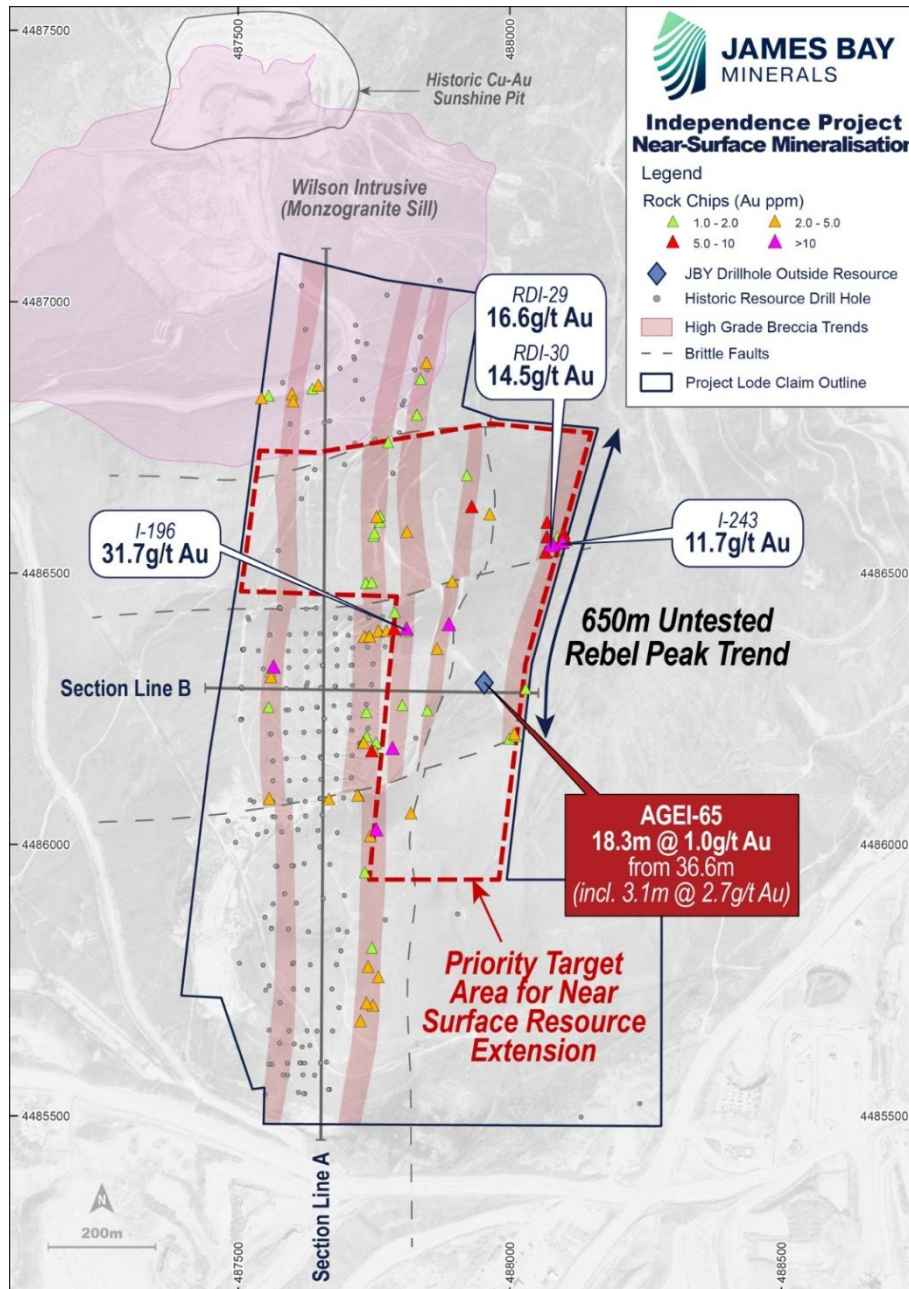 4487500
487500
488000
4487500
JAMES BAY
MINERALS
Independence Project
Near-Surface Mineralisation
Legend
Rock Chips (Au ppm)
1.0 - 2.0
2.0 - 5.0
5.0 - 10
>10
JBY Drillhole Outside Resource
Historic Resource Drill Hole
High Grade Breccia Trends
Brittle Faults
Project Lode Claim Outline
Historic Cu-Au
Sunshine Pit
Wilson Intrusive
(Monzogranite Sill)
4487000
RDI-29
16.6g/t Au
RDI-30
14.5g/t Au
I-196
31.7g/t Au
I-243
11.7g/t Au
4486500
4486500
650m Untested
Rebel Peak Trend
Section Line B
AGEI-65
18.3m @ 1.0g/t Au
from 36.6m
(incl. 3.1m @ 2.7g/t Au)
4486000
4486000
Priority Target
Area for Near
Surface Resource
Extension
4485500
4485500
Section Line A
N
200m
487500
488000
488500